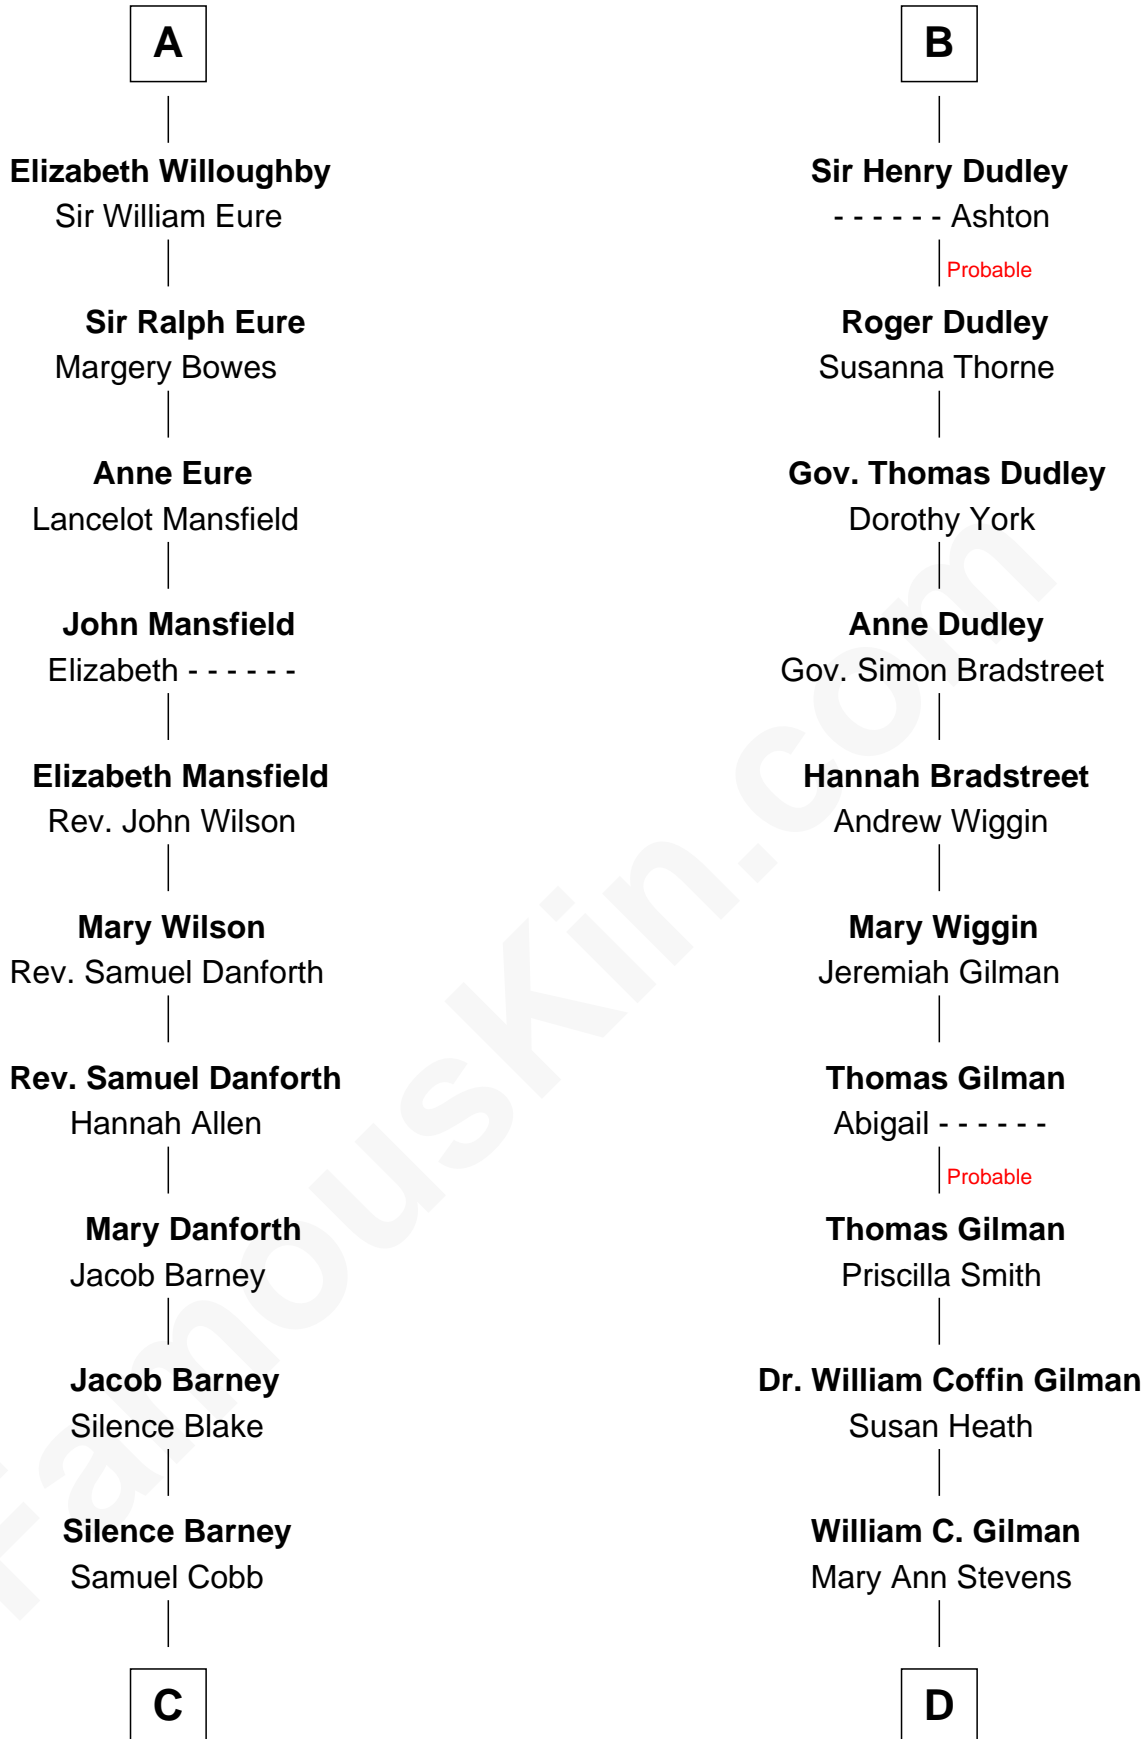 A
Elizabeth Willoughby
Sir William Eure
Sir Ralph Eure
Margery Bowes
Anne Eure
Lancelot Mansfield
John Mansfield
Elizabeth - - - - - -
Elizabeth Mansfield
Rev. John Wilson
Mary Wilson
Rev. Samuel Danforth
Rev. Samuel Danforth
Hannah Allen
Mary Danforth
Jacob Barney
Jacob Barney
Silence Blake
Silence Barney
Samuel Cobb
C
B
Sir Henry Dudley
- - - - - - Ashton
Probable
Roger Dudley
Susanna Thorne
Gov. Thomas Dudley
Dorothy York
Anne Dudley
Gov. Simon Bradstreet
Hannah Bradstreet
Andrew Wiggin
Mary Wiggin
Jeremiah Gilman
Thomas Gilman
Abigail - - - - - -
Probable
Thomas Gilman
Priscilla Smith
Dr. William Coffin Gilman
Susan Heath
William C. Gilman
Mary Ann Stevens
D
FamousKin.com